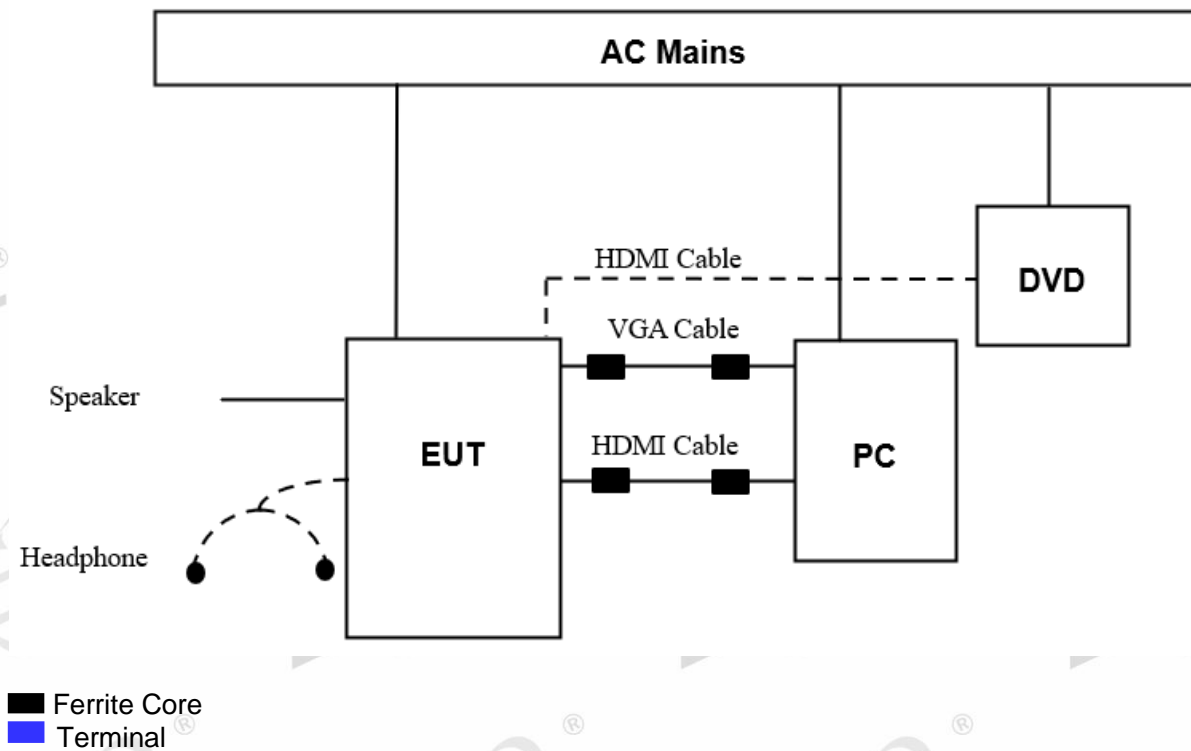 AC Mains
HDMI Cable
DVD
VGA Cable
Speaker
HDMI Cable
EUT
PC
Headphone
Ferrite Core
Terminal
®
®
®